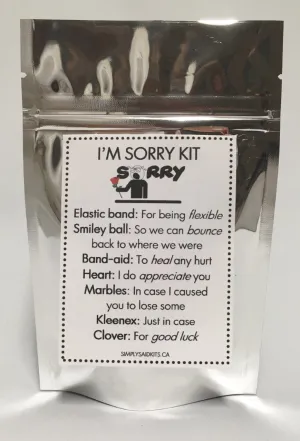 I'M SORRY KIT
SORRY
Elastic band: For being flexible
Smiley ball: So we can bounce
back to where we were
Band-aid: To heal any hurt
Heart: I do appreciate you
Marbles: In case I caused
you to lose some
Kleenex: Just in case
Clover: For good luck
SIMPLYSAIDKITS.CA